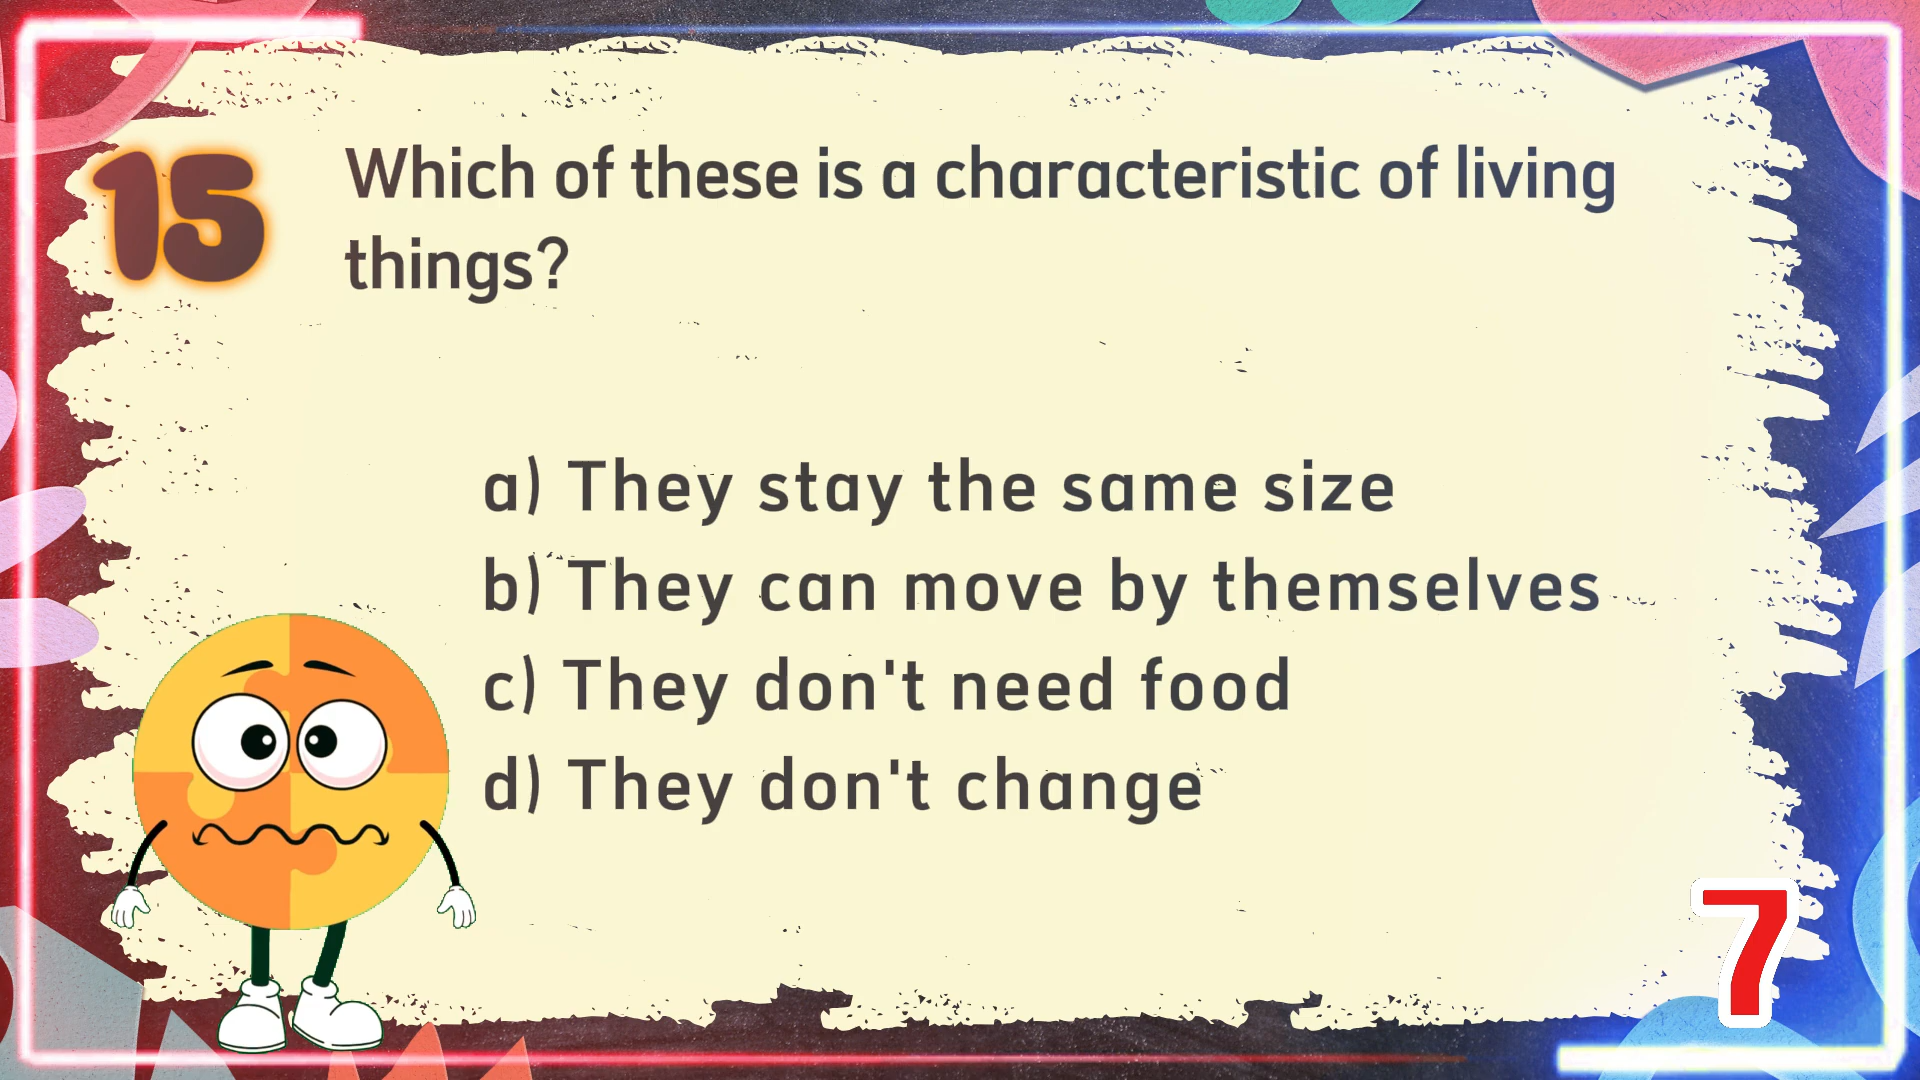 15
Which of these is a characteristic of living
things?
a) They stay the same size
b) They can move by themselves
c) They don't need food
d) They don't change
7